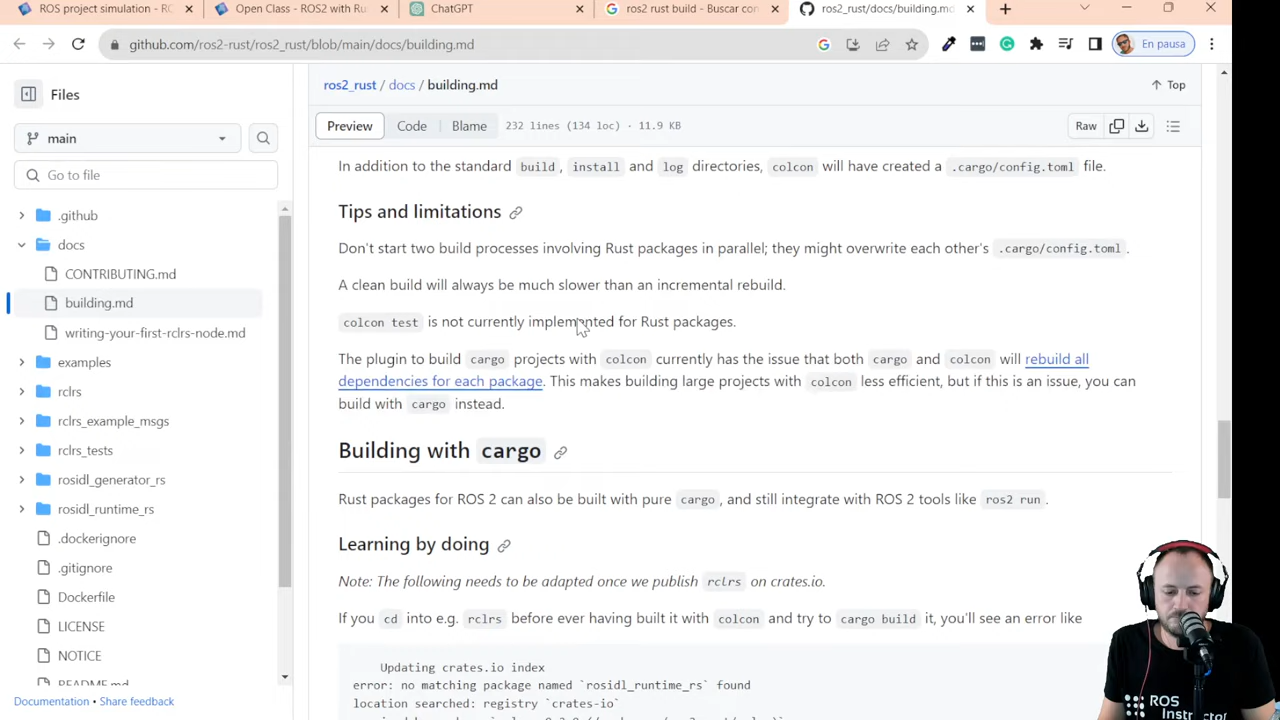 ROS project simulation - RC
Open Class - ROS2 with Ru
ChatGPT
ros2 rust build - Buscar con
ros2_rust/docs/building.md
github.com/ros2-rust/ros2_rust/blob/main/docs/building.md
En pausa
Files
main
Go to file
.github
docs
CONTRIBUTING.md
building.md
writing-your-first-rclrs-node.md
examples
rclrs
rclrs_example_msgs
rclrs_tests
rosidl_generator_rs
rosidl_runtime_rs
.dockerignore
.gitignore
Dockerfile
LICENSE
NOTICE
README.md
Documentation • Share feedback
ros2_rust / docs / building.md
Top
Preview Code Blame 232 lines (134 loc) · 11.9 KB
Raw
In addition to the standard build, install and log directories, colcon will have created a .cargo/config.toml file.
Tips and limitations
Don't start two build processes involving Rust packages in parallel; they might overwrite each other's .cargo/config.toml.
A clean build will always be much slower than an incremental rebuild.
colcon test is not currently implemented for Rust packages.
The plugin to build cargo projects with colcon currently has the issue that both cargo and colcon will rebuild all
dependencies for each package. This makes building large projects with colcon less efficient, but if this is an issue, you can
build with cargo instead.
Building with cargo
Rust packages for ROS 2 can also be built with pure cargo, and still integrate with ROS 2 tools like ros2 run.
Learning by doing
Note: The following needs to be adapted once we publish rclrs on crates.io.
If you cd into e.g. rclrs before ever having built it with colcon and try to cargo build it, you'll see an error like
Updating crates.io index
error: no matching package named `rosidl_runtime_rs` found
location searched: registry `crates-io`
ROS
Instructor